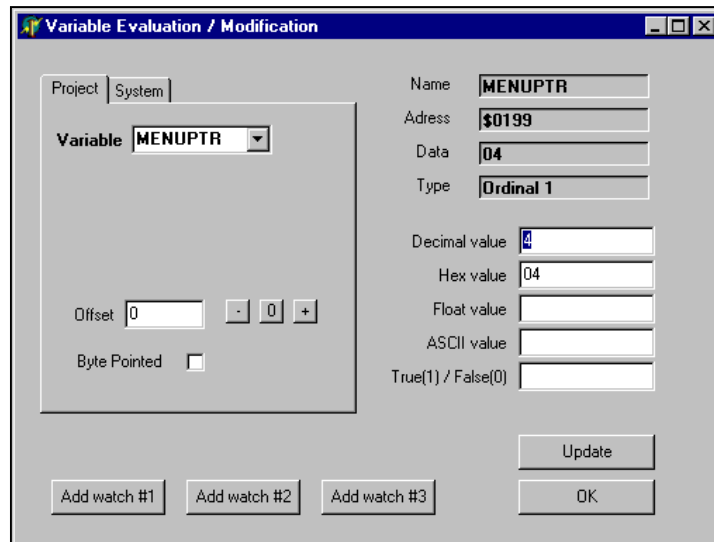 Variable Evaluation / Modification
Project System
Variable MENUPTR
Offset 0 - 0 +
Byte Pointed
Name MENUPTR
Adress $0199
Data 04
Type Ordinal 1
Decimal value 4
Hex value 04
Float value
ASCII value
True(1) / False(0)
Update
Add watch #1 Add watch #2 Add watch #3 OK